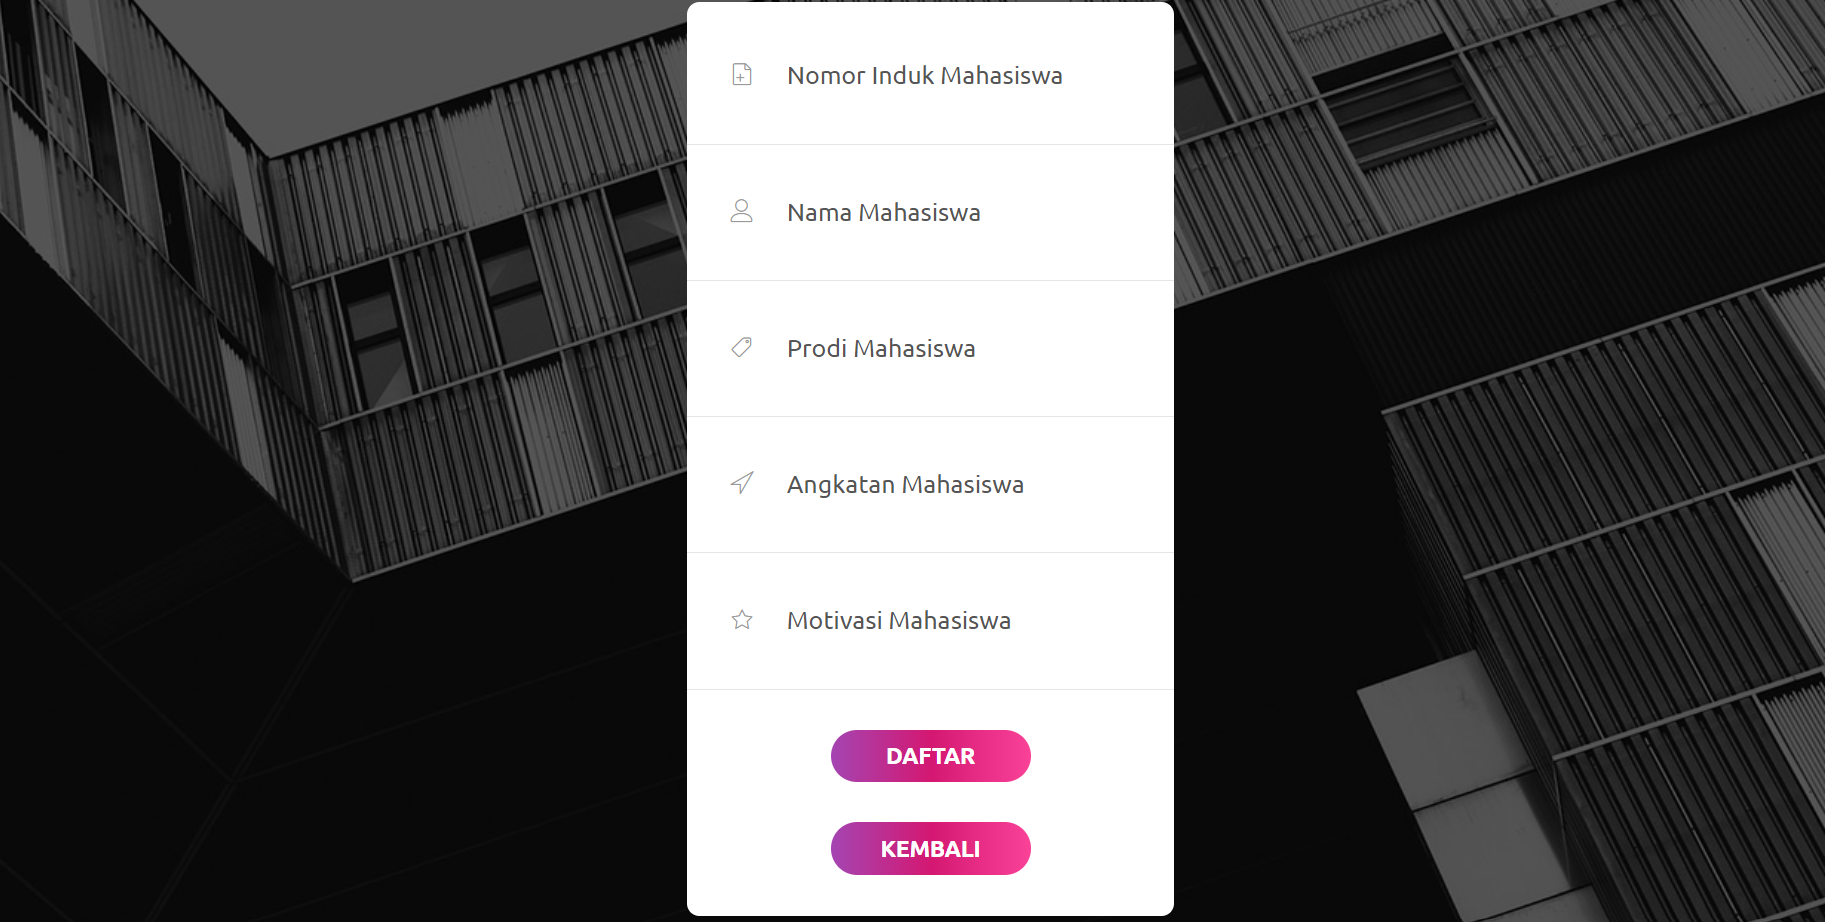 Nomor Induk Mahasiswa
Nama Mahasiswa
Prodi Mahasiswa
Angkatan Mahasiswa
Motivasi Mahasiswa
DAFTAR
KEMBALI